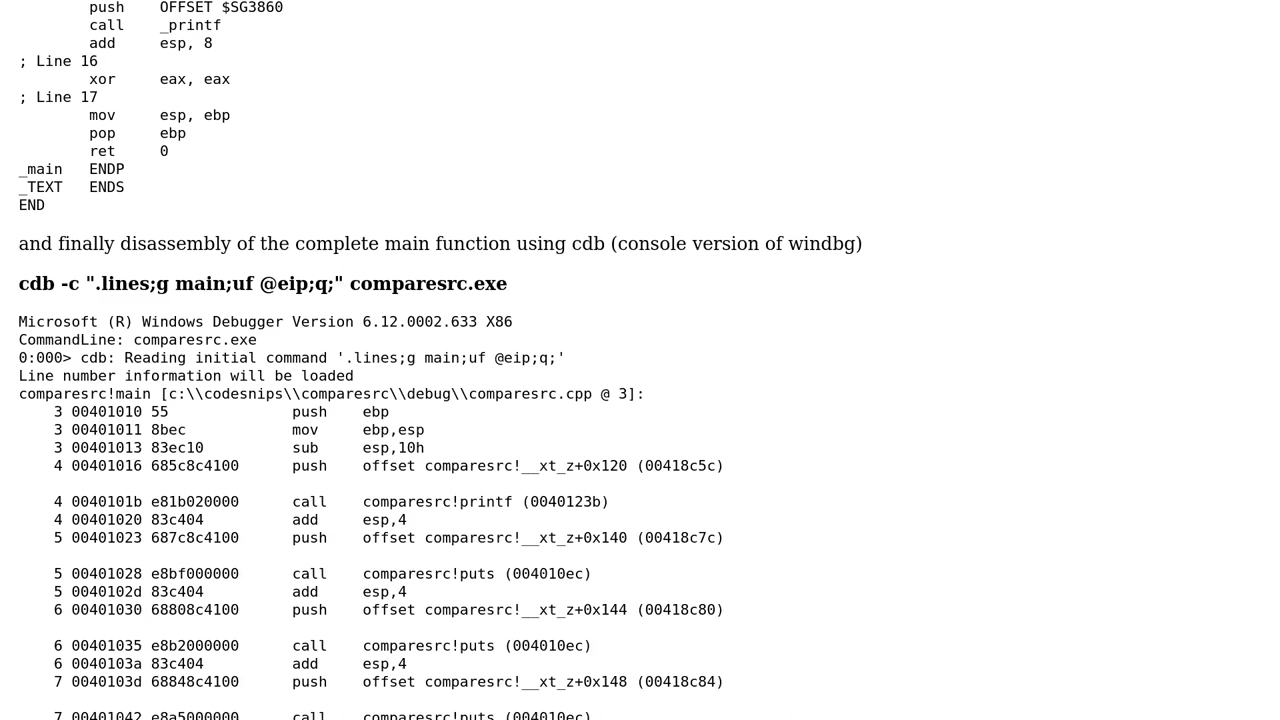 push    OFFSET $SG3860
        call    _printf
        add     esp, 8
; Line 16
        xor     eax, eax
; Line 17
        mov     esp, ebp
        pop     ebp
        ret     0
_main   ENDP
_TEXT   ENDS
END
and finally disassembly of the complete main function using cdb (console version of windbg)
cdb -c ".lines;g main;uf @eip;q;" comparesrc.exe
Microsoft (R) Windows Debugger Version 6.12.0002.633 X86
CommandLine: comparesrc.exe
0:000> cdb: Reading initial command '.lines;g main;uf @eip;q;'
Line number information will be loaded
comparesrc!main [c:\\codesnips\\comparesrc\\debug\\comparesrc.cpp @ 3]:
    3 00401010 55              push    ebp
    3 00401011 8bec            mov     ebp,esp
    3 00401013 83ec10          sub     esp,10h
    4 00401016 685c8c4100      push    offset comparesrc!__xt_z+0x120 (00418c5c)
    4 0040101b e81b020000      call    comparesrc!printf (0040123b)
    4 00401020 83c404          add     esp,4
    5 00401023 687c8c4100      push    offset comparesrc!__xt_z+0x140 (00418c7c)
    5 00401028 e8bf000000      call    comparesrc!puts (004010ec)
    5 0040102d 83c404          add     esp,4
    6 00401030 68808c4100      push    offset comparesrc!__xt_z+0x144 (00418c80)
    6 00401035 e8b2000000      call    comparesrc!puts (004010ec)
    6 0040103a 83c404          add     esp,4
    7 0040103d 68848c4100      push    offset comparesrc!__xt_z+0x148 (00418c84)
    7 00401042 e8a5000000      call    comparesrc!puts (004010ec)